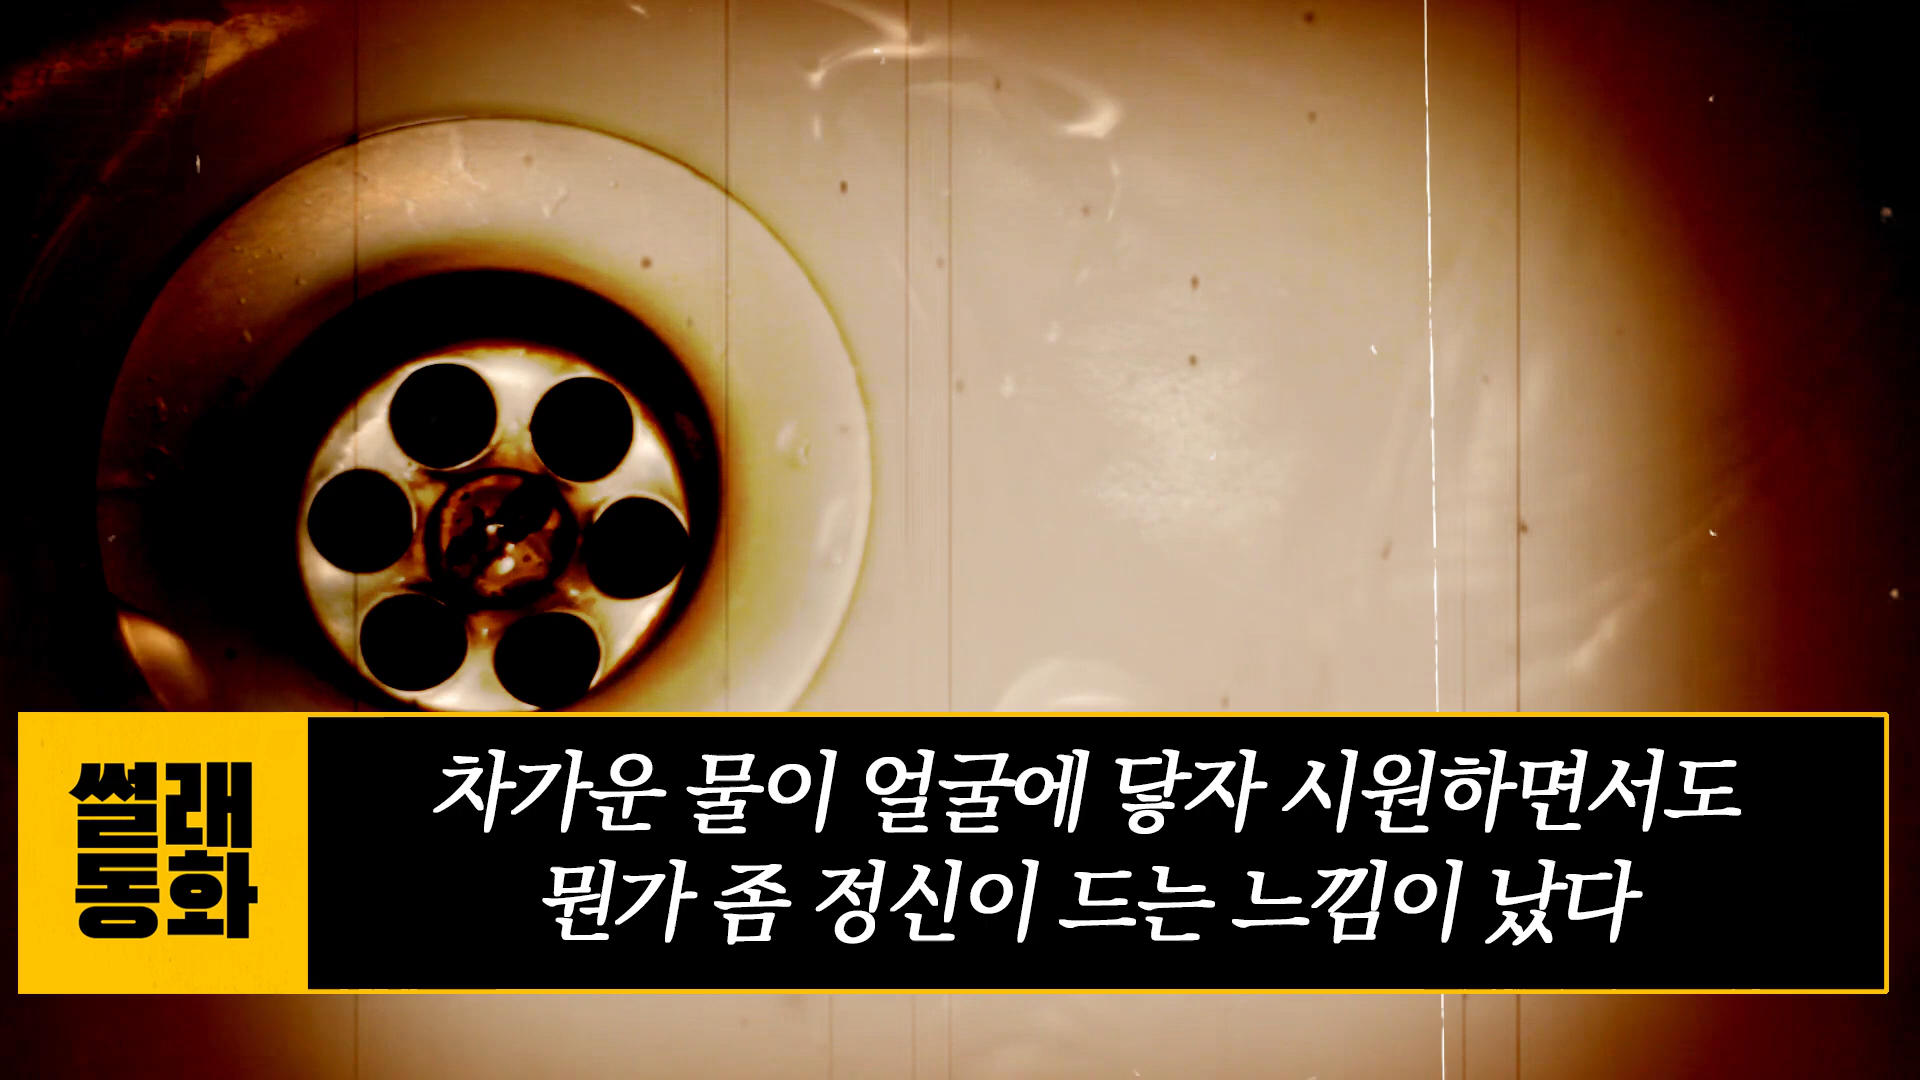 썰래
동화
차가운 물이 얼굴에 닿자 시원하면서도
뭔가 좀 정신이 드는 느낌이 났다